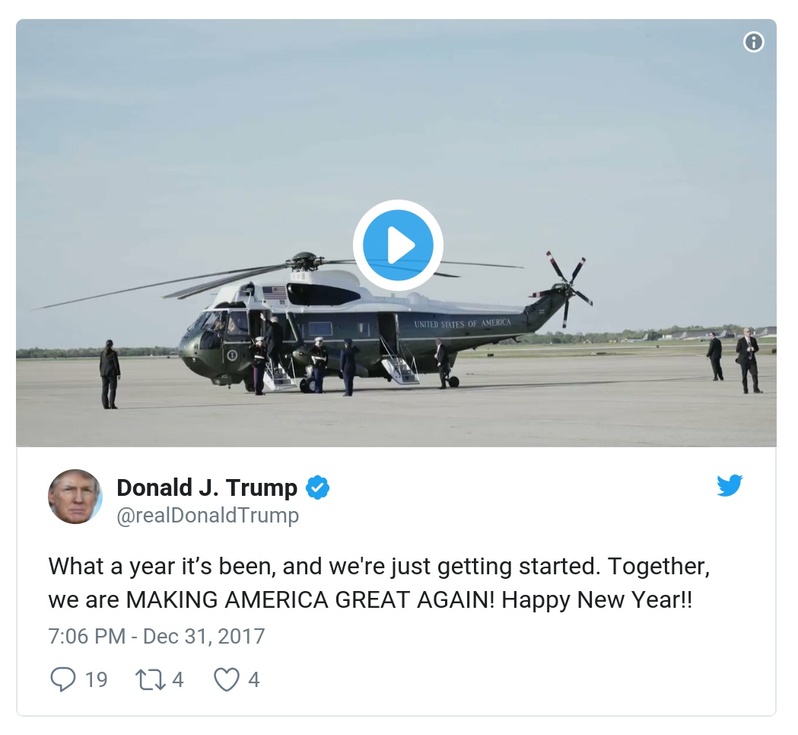 UNITED STATES OF AMERICA
Donald J. Trump
@realDonaldTrump
What a year it’s been, and we're just getting started. Together,
we are MAKING AMERICA GREAT AGAIN! Happy New Year!!
7:06 PM - Dec 31, 2017
19 4 4